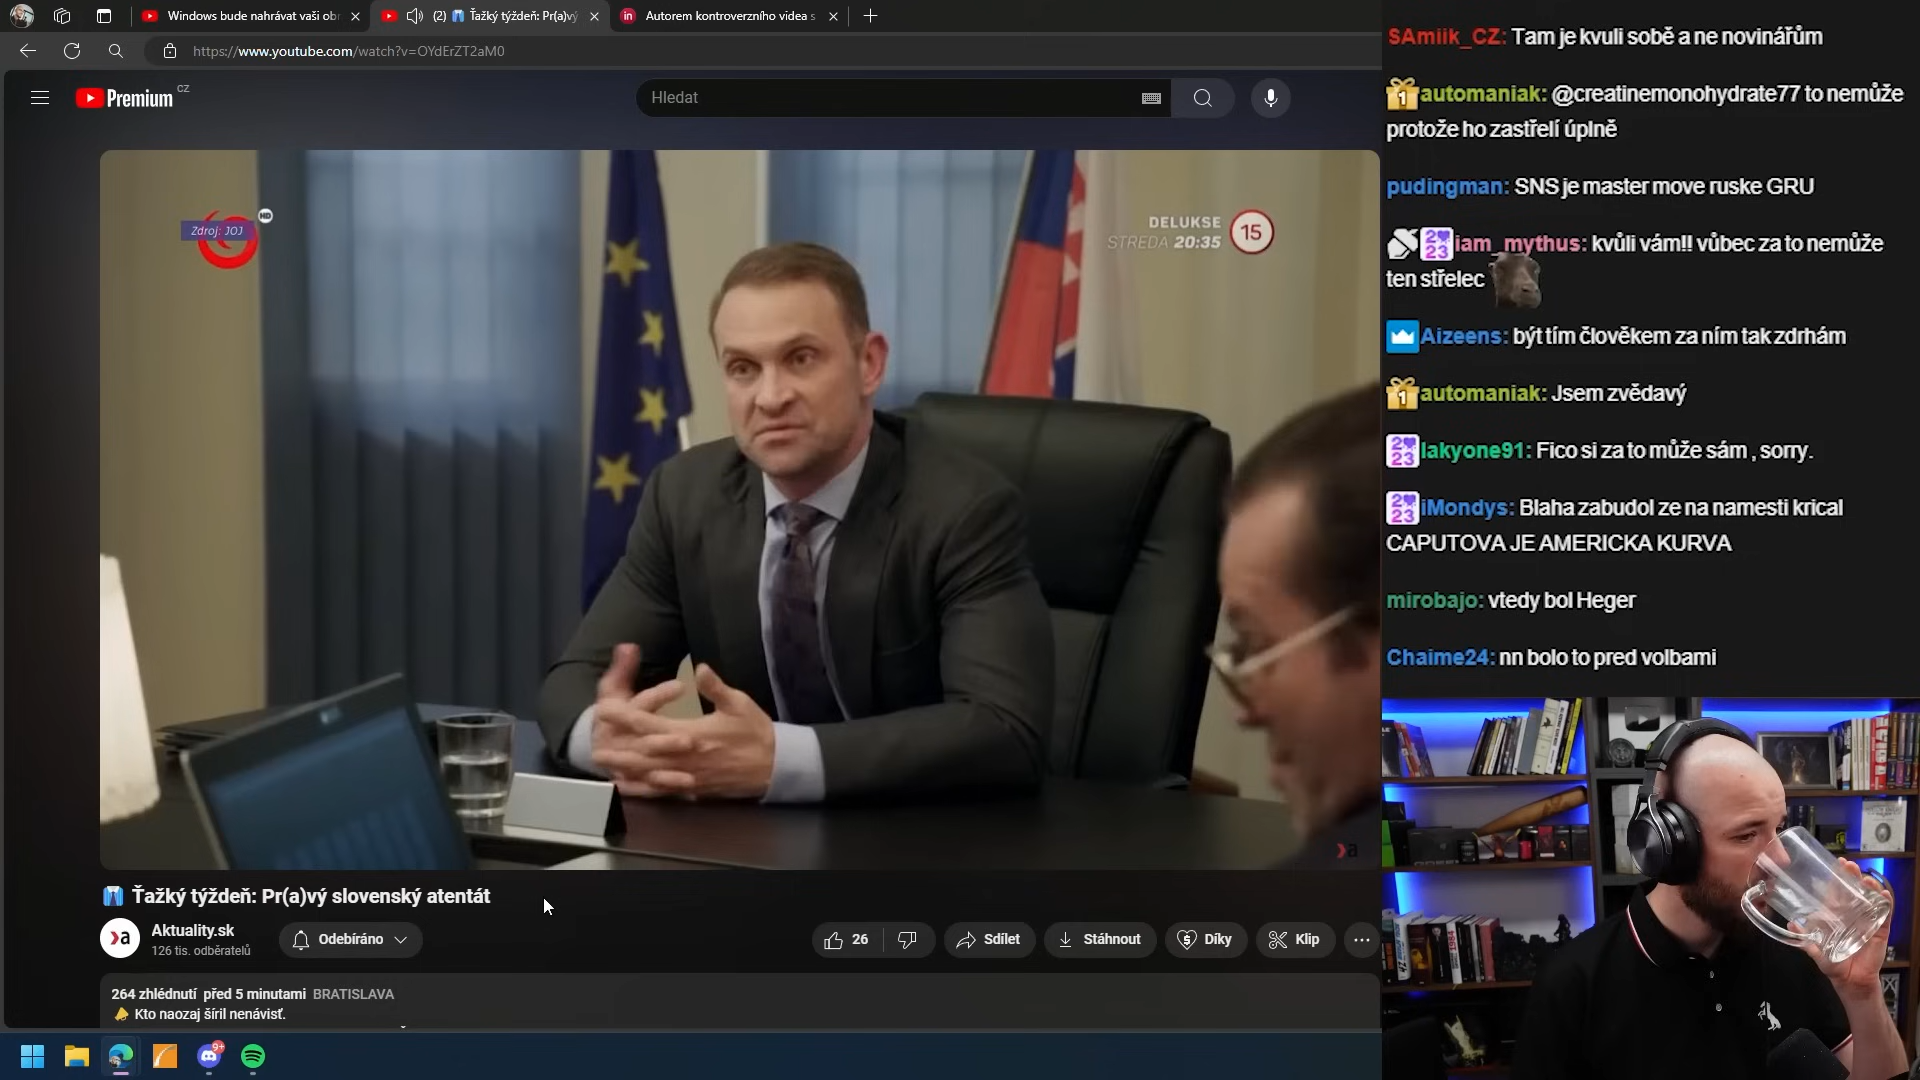 Windows bude nahrávat vaši obr
(2) Ťažký týždeň: Pr(a)vý
Autorem kontroverzního videa s
https://www.youtube.com/watch?v=OYdErZT2aM0
Premium CZ
Hledat
Zdroj: JOJ
HD
DELUKSE
STREDA 20:35
15
Ťažký týždeň: Pr(a)vý slovenský atentát
Aktuality.sk
126 tis. odběratelů
Odebíráno
26
Sdílet
Stáhnout
Díky
Klip
264 zhlédnutí před 5 minutami BRATISLAVA
Kto naozaj šíril nenávisť.
9+
SAmiik_CZ: Tam je kvuli sobě a ne novinářům
1 automaniak: @creatinemonohydrate77 to nemůže
protože ho zastřelí úplně
pudingman: SNS je master move ruske GRU
iam_mythus: kvůli vám!! vůbec za to nemůže
ten střelec
Aizeens: být tím člověkem za ním tak zdrhám
1 automaniak: Jsem zvědavý
lakyone91: Fico si za to může sám , sorry.
iMondys: Blaha zabudol ze na namesti krical
CAPUTOVA JE AMERICKA KURVA
mirobajo: vtedy bol Heger
Chaime24: nn bolo to pred volbami